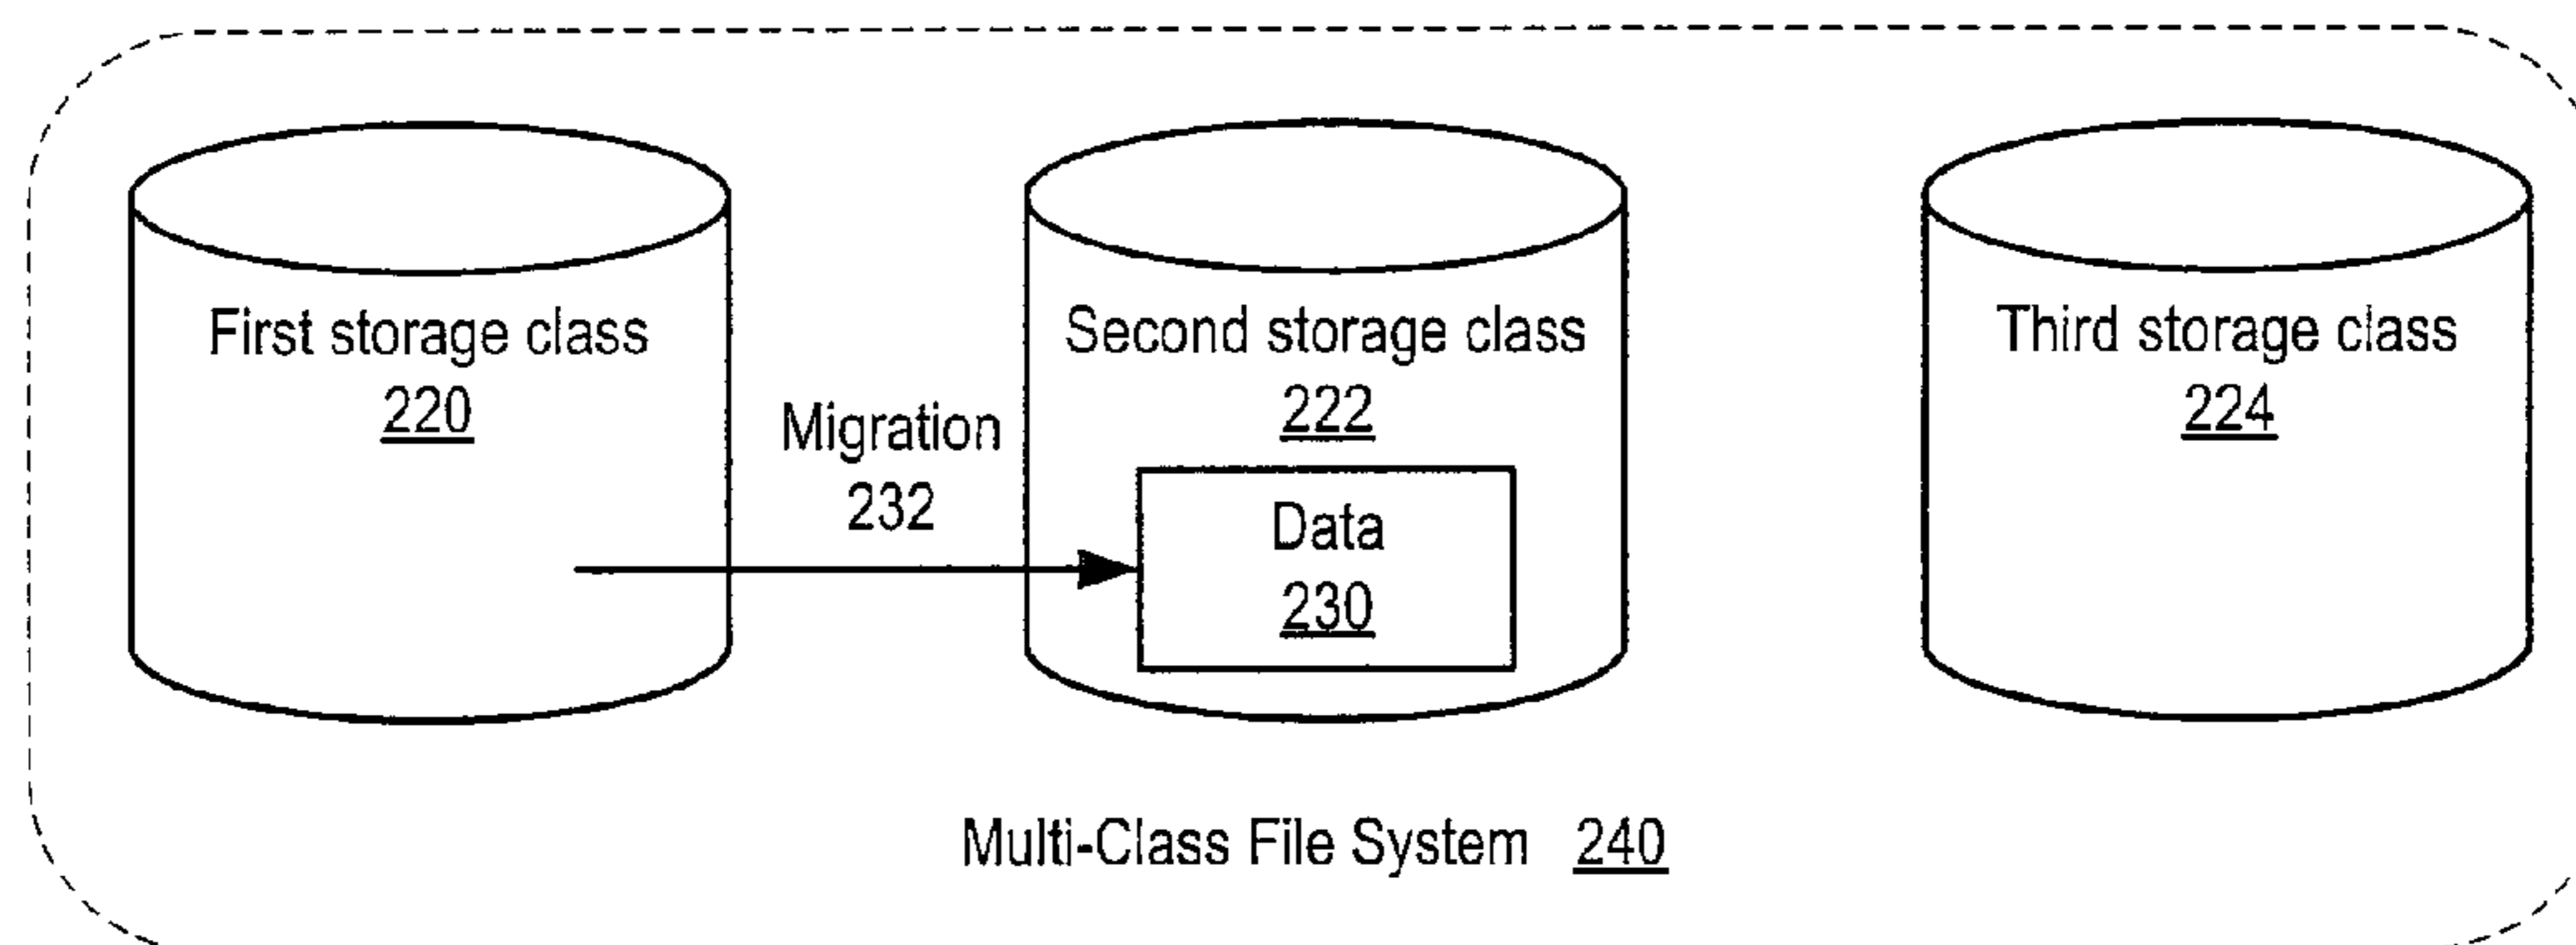 First storage class
220
Migration
232
Second storage class
222
Data
230
Third storage class
224
Multi-Class File System 240